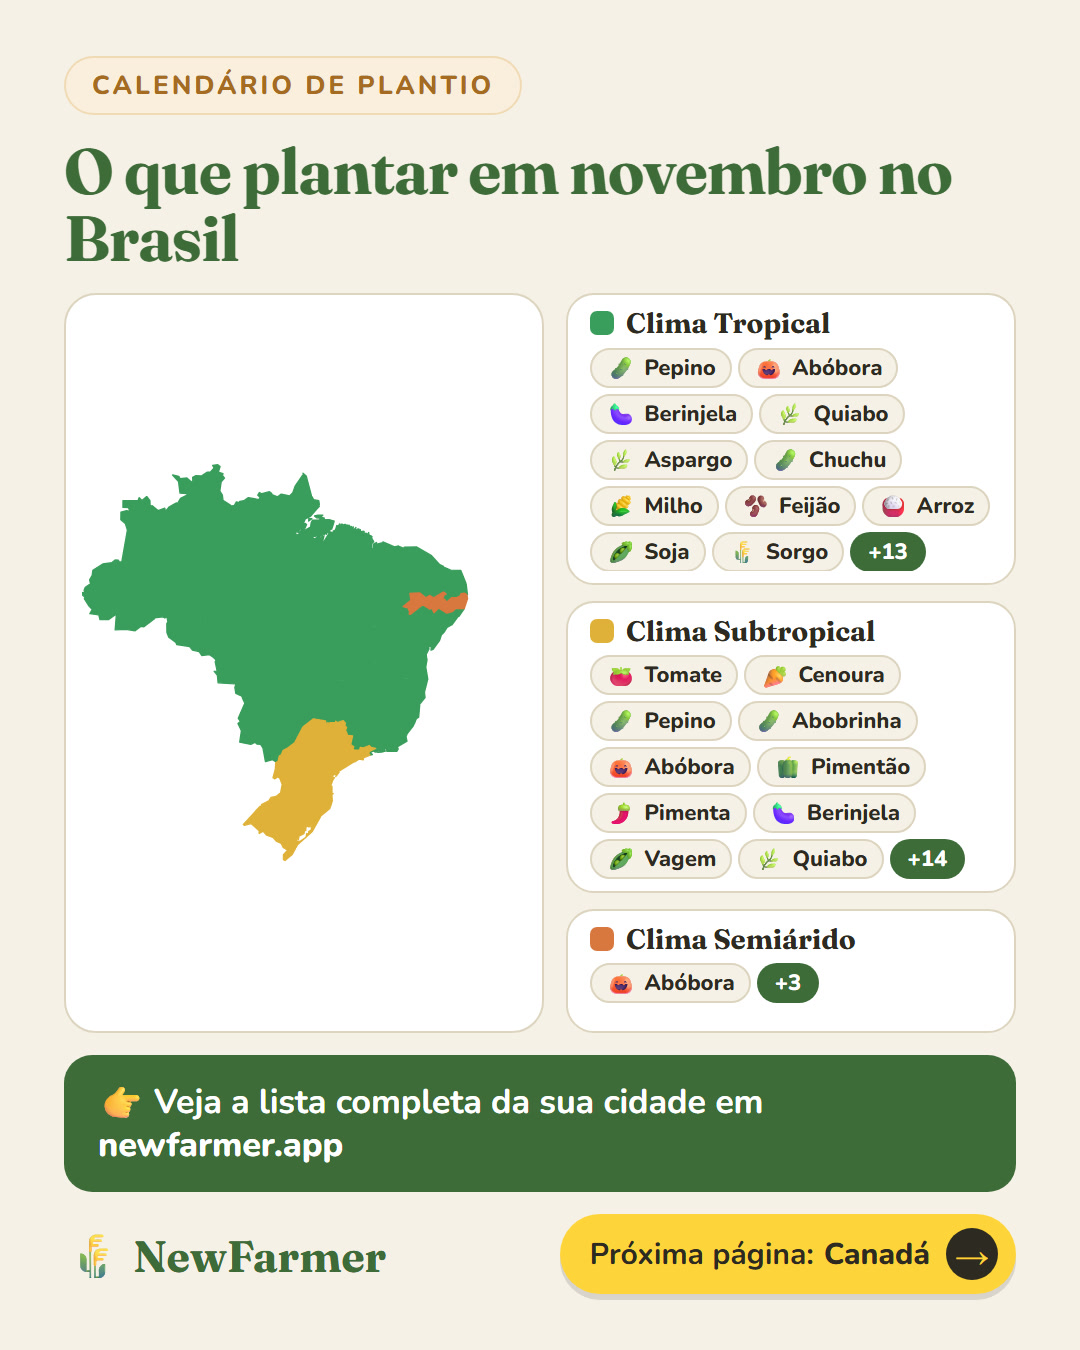 CALENDÁRIO DE PLANTIO
O que plantar em novembro no
Brasil
Clima Tropical
Pepino Abóbora
Berinjela Quiabo
Aspargo Chuchu
Milho Feijão Arroz
Soja Sorgo +13
Clima Subtropical
Tomate Cenoura
Pepino Abobrinha
Abóbora Pimentão
Pimenta Berinjela
Vagem Quiabo +14
Clima Semiárido
Abóbora +3
👉 Veja a lista completa da sua cidade em
newfarmer.app
NewFarmer
Próxima página: Canadá →